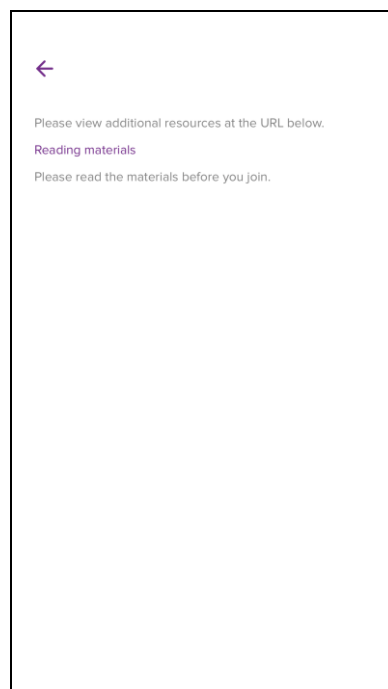 Please view additional resources at the URL below.
Reading materials
Please read the materials before you join.